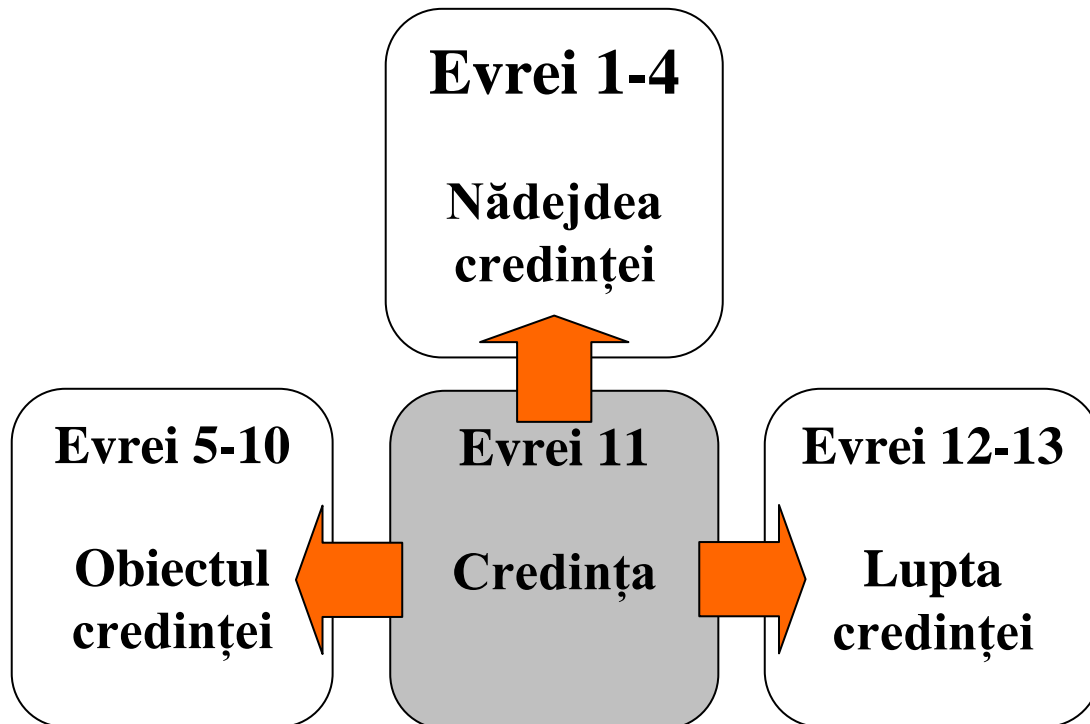 Evrei 1-4
Nădejdea
credinței
Evrei 5-10
Obiectul
credinței
Evrei 11
Credința
Evrei 12-13
Lupta
credinței